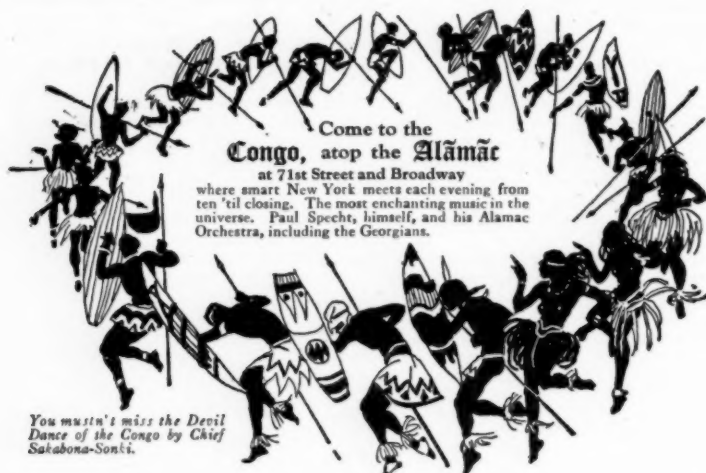 Come to the
Congo, atop the Alāmāc
at 71st Street and Broadway
where smart New York meets each evening from
ten 'til closing. The most enchanting music in the
universe. Paul Specht, himself, and his Alamac
Orchestra, including the Georgians.
You mustn's miss the Devil
Dance of the Congo by Chief
Sakabona-Sonki.